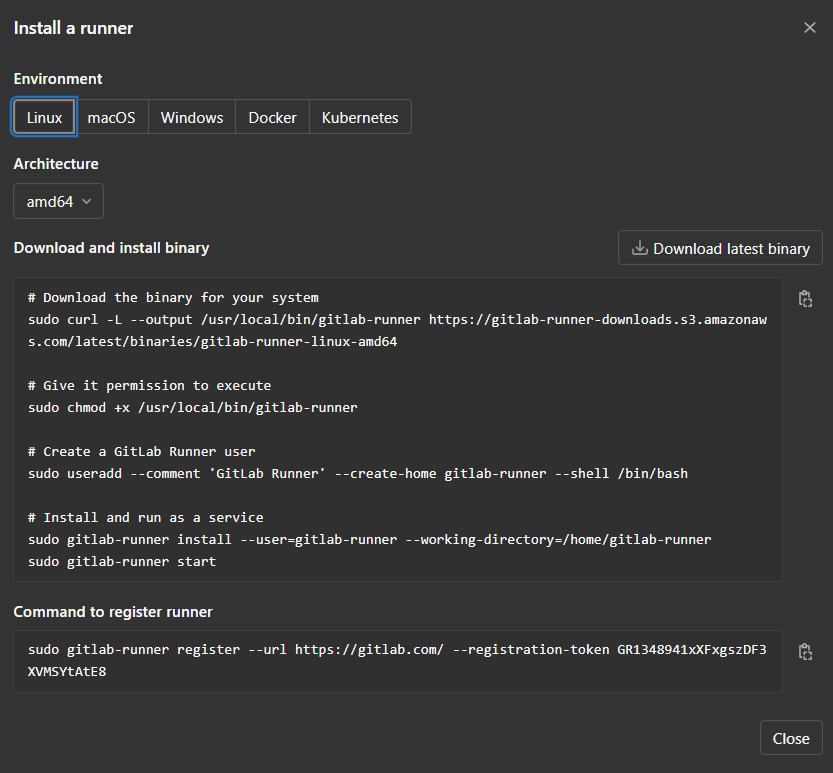 Install a runner
Environment
Linux macOS Windows Docker Kubernetes
Architecture
amd64
Download and install binary
Download latest binary
# Download the binary for your system
sudo curl -L --output /usr/local/bin/gitlab-runner https://gitlab-runner-downloads.s3.amazonaw
s.com/latest/binaries/gitlab-runner-linux-amd64
# Give it permission to execute
sudo chmod +x /usr/local/bin/gitlab-runner
# Create a GitLab Runner user
sudo useradd --comment 'GitLab Runner' --create-home gitlab-runner --shell /bin/bash
# Install and run as a service
sudo gitlab-runner install --user=gitlab-runner --working-directory=/home/gitlab-runner
sudo gitlab-runner start
Command to register runner
sudo gitlab-runner register --url https://gitlab.com/ --registration-token GR1348941xXFxgszDF3
XVMSYtAtE8
Close